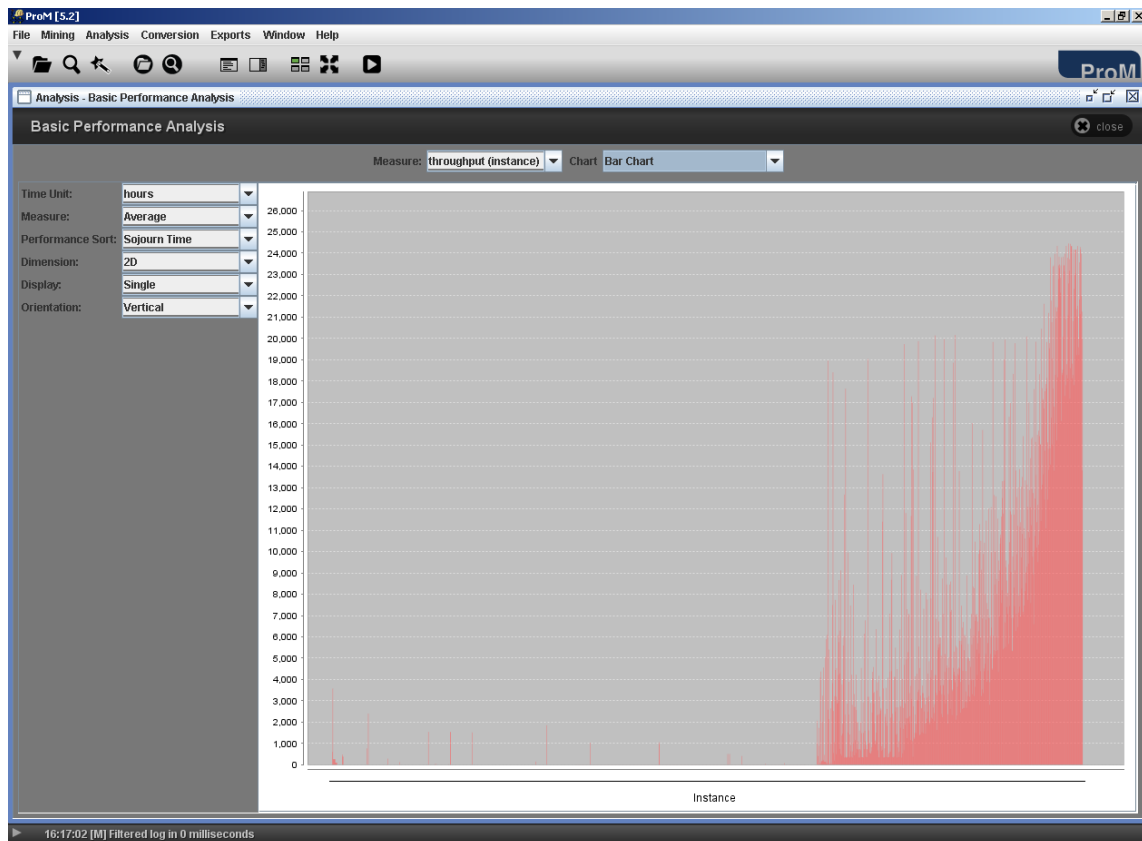 ProM [5.2]
File Mining Analysis Conversion Exports Window Help
ProM
Analysis - Basic Performance Analysis
Basic Performance Analysis
close
Measure: throughput (instance) Chart Bar Chart
Time Unit: hours
Measure: Average
Performance Sort: Sojourn Time
Dimension: 2D
Display: Single
Orientation: Vertical
26,000
25,000
24,000
23,000
22,000
21,000
20,000
19,000
18,000
17,000
16,000
15,000
14,000
13,000
12,000
11,000
10,000
9,000
8,000
7,000
6,000
5,000
4,000
3,000
2,000
1,000
0
Instance
16:17:02 [M] Filtered log in 0 milliseconds